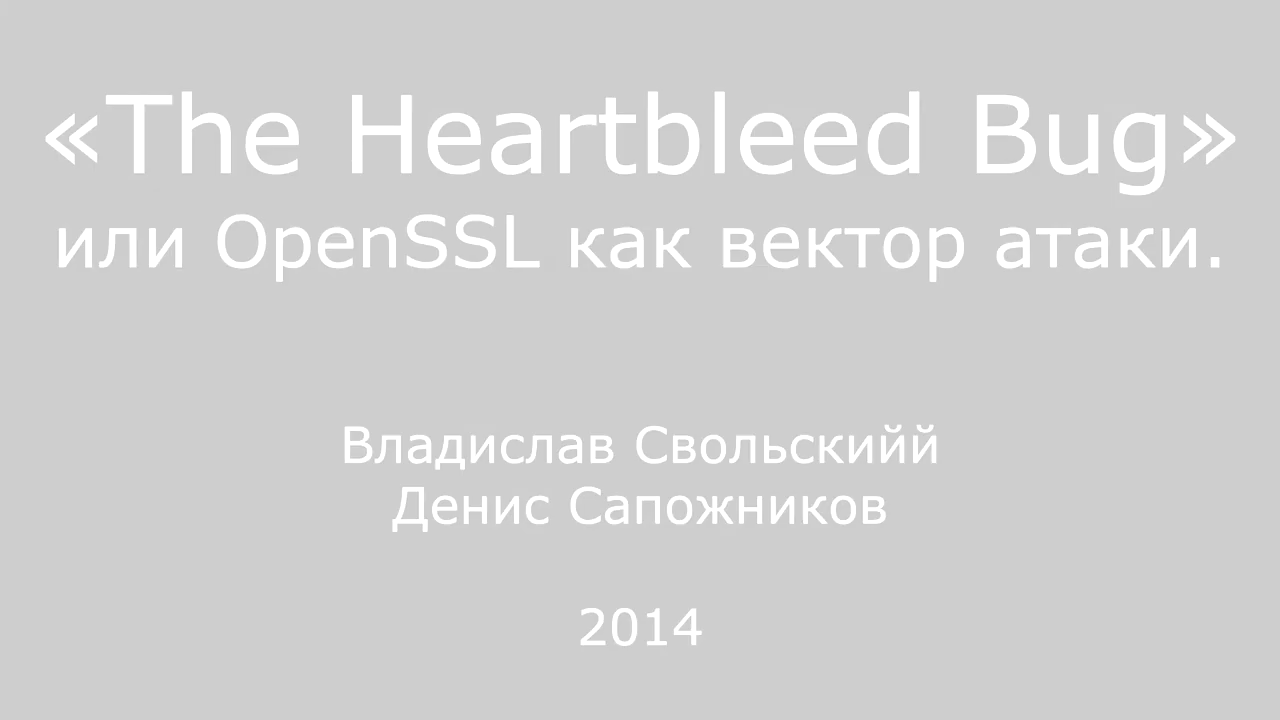 «The Heartbleed Bug»
или OpenSSL как вектор атаки.
Владислав Свольскийй
Денис Сапожников
2014